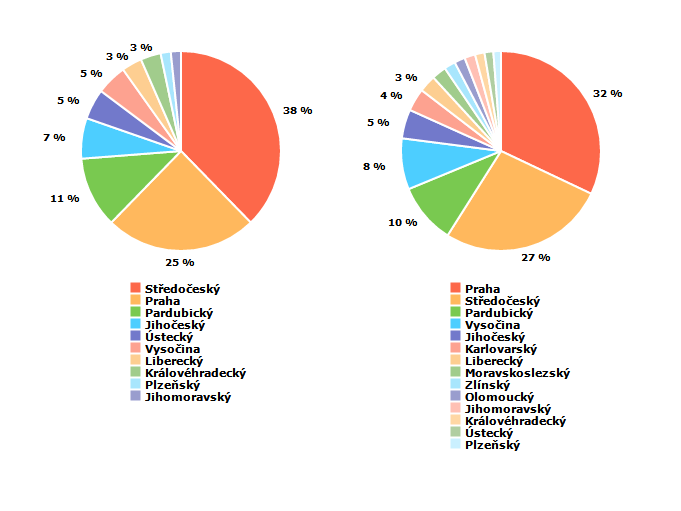 38 %
25 %
11 %
7 %
5 %
5 %
3 %
3 %
Středočeský
Praha
Pardubický
Jihočeský
Ústecký
Vysočina
Liberecký
Královéhradecký
Plzeňský
Jihomoravský
32 %
27 %
10 %
8 %
5 %
4 %
3 %
Praha
Středočeský
Pardubický
Vysočina
Jihočeský
Karlovarský
Liberecký
Moravskoslezský
Zlínský
Olomoucký
Jihomoravský
Královéhradecký
Ústecký
Plzeňský